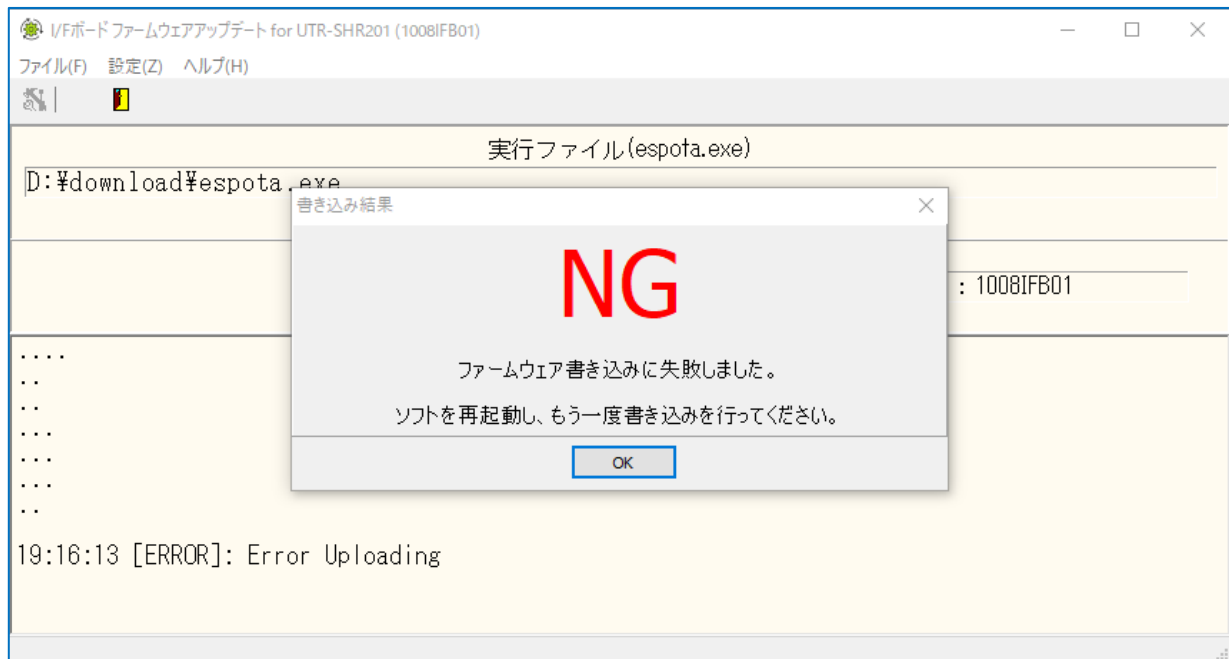 I/Fボード ファームウェアアップデート for UTR-SHR201 (1008IFB01)
ファイル(F) 設定(Z) ヘルプ(H)
実行ファイル(espota.exe)
D:¥download¥espota.exe
書き込み結果
NG
: 1008IFB01
ファームウェア書き込みに失敗しました。
ソフトを再起動し、もう一度書き込みを行ってください。
OK
....
..
..
...
...
...
..
19:16:13 [ERROR]: Error Uploading